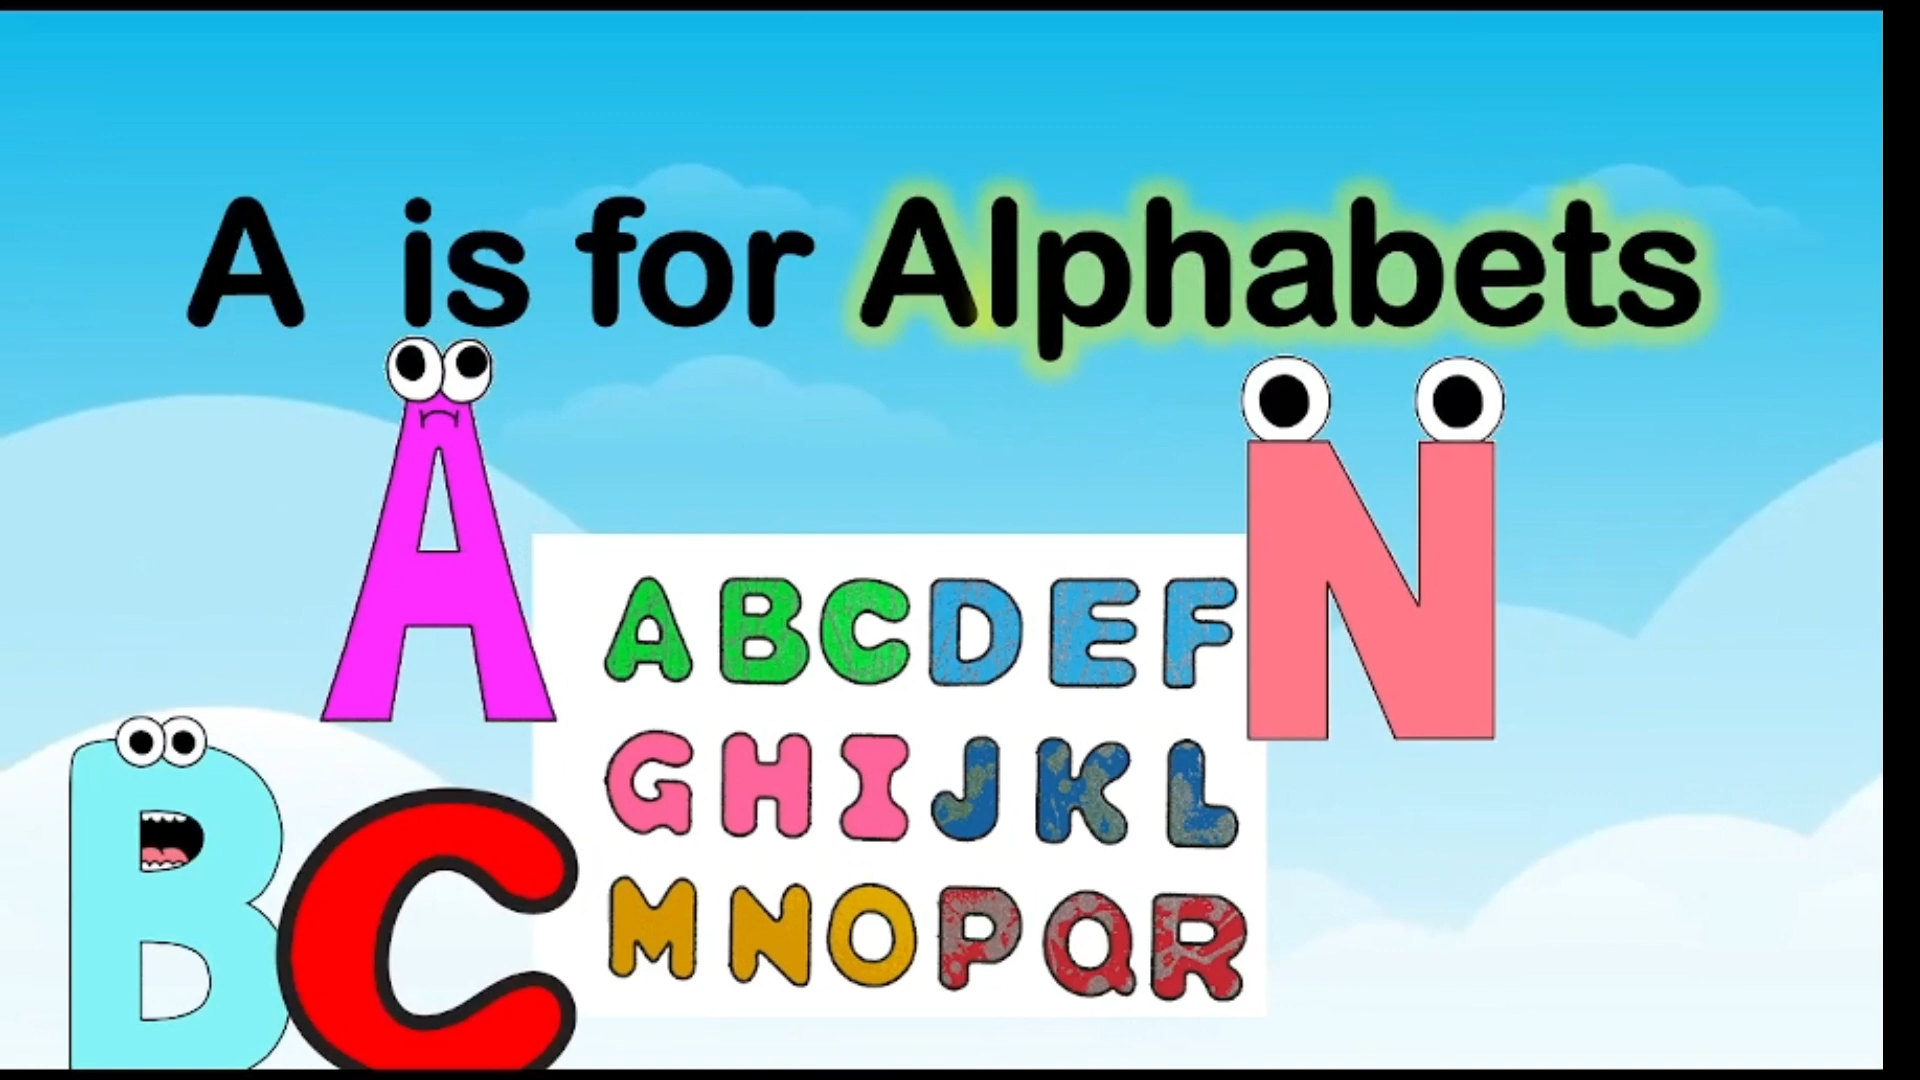 A is for Alphabets
A
N
ABCDEF
GHIJKL
MNOPQR
B
C